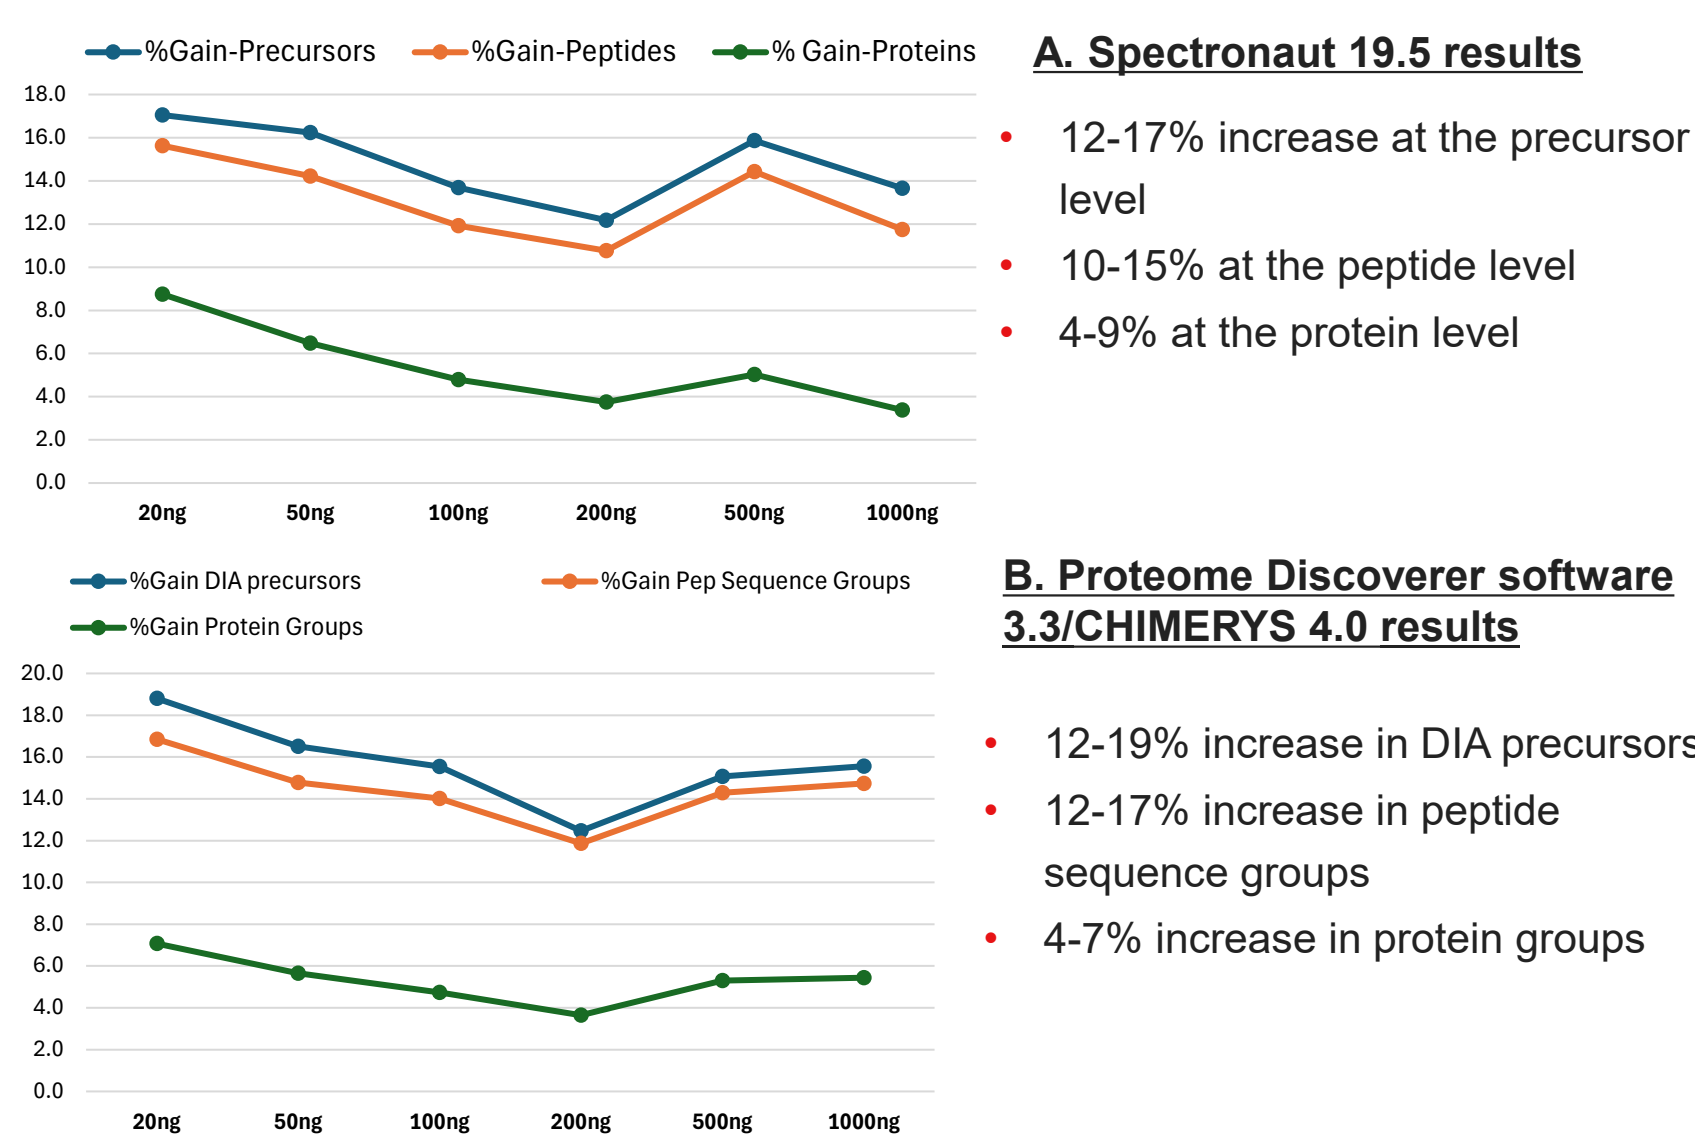 %Gain-Precursors %Gain-Peptides % Gain-Proteins
18.0
16.0
14.0
12.0
10.0
8.0
6.0
4.0
2.0
0.0
20ng 50ng 100ng 200ng 500ng 1000ng
A. Spectronaut 19.5 results
• 12-17% increase at the precursor
level
• 10-15% at the peptide level
• 4-9% at the protein level
%Gain DIA precursors %Gain Pep Sequence Groups
%Gain Protein Groups
20.0
18.0
16.0
14.0
12.0
10.0
8.0
6.0
4.0
2.0
0.0
20ng 50ng 100ng 200ng 500ng 1000ng
B. Proteome Discoverer software
3.3/CHIMERYS 4.0 results
• 12-19% increase in DIA precursors
• 12-17% increase in peptide
sequence groups
• 4-7% increase in protein groups